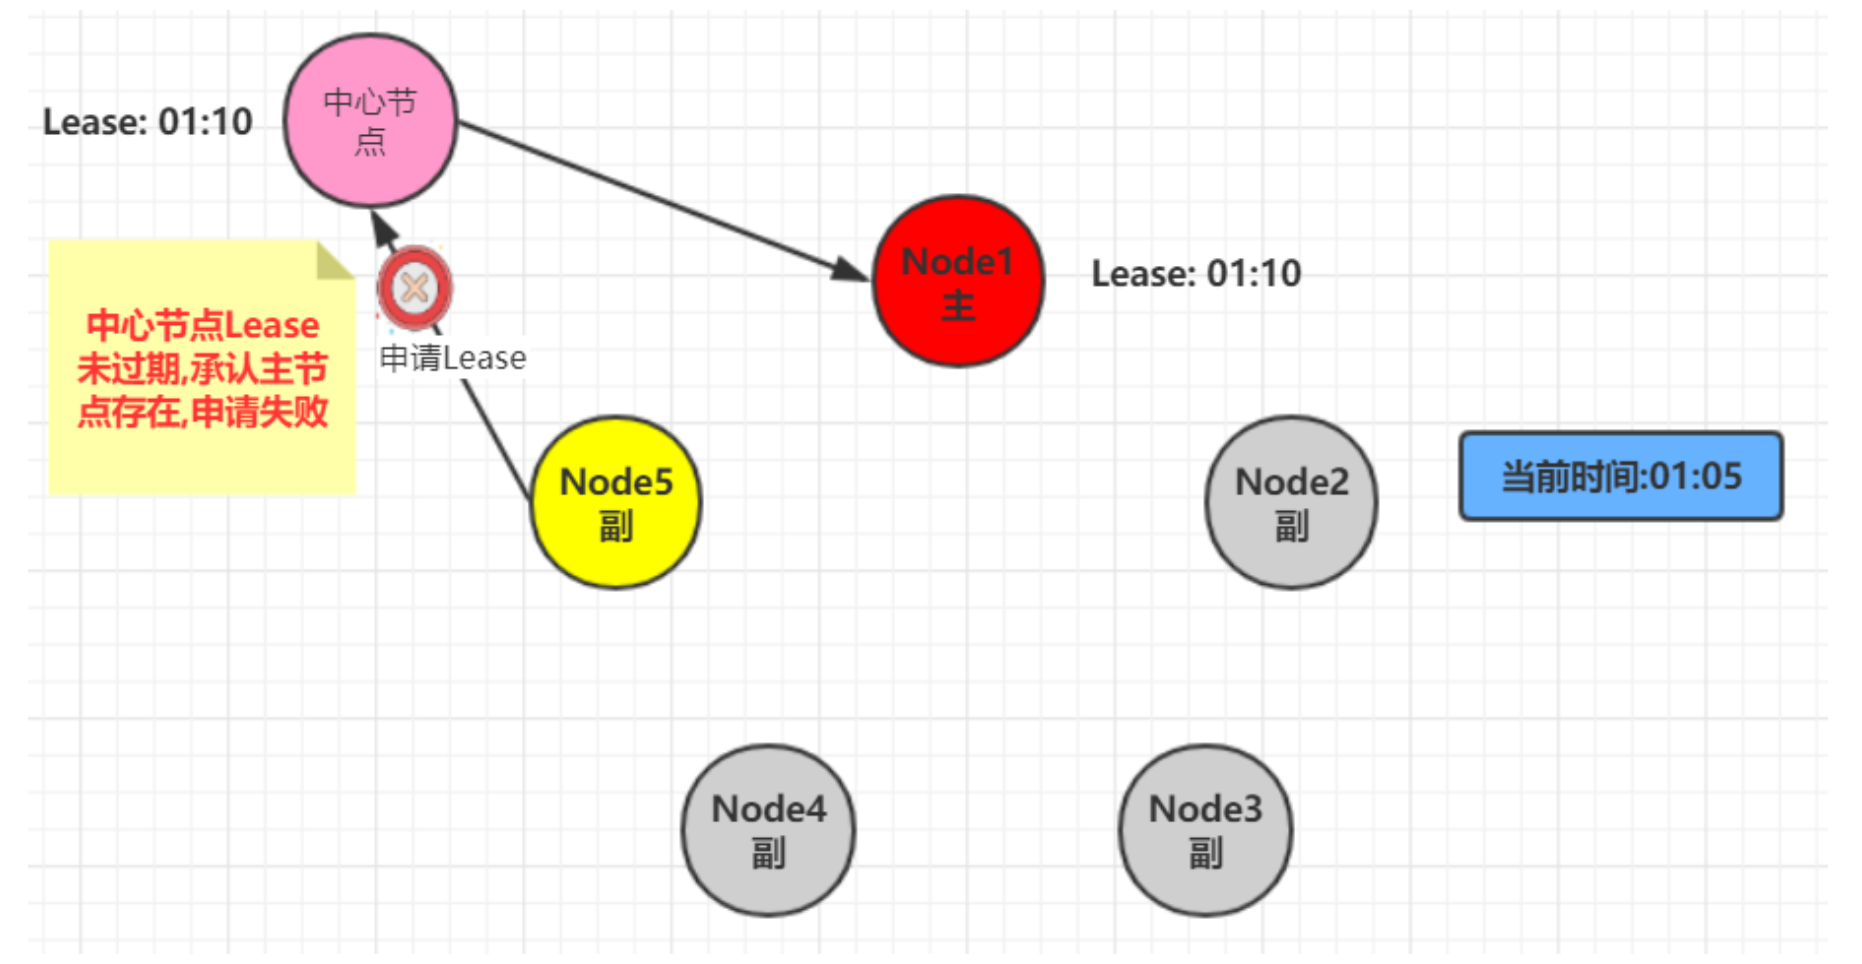 中心节
点
Lease: 01:10
Node1
主
Lease: 01:10
中心节点Lease
未过期,承认主节
点存在,申请失败
申请Lease
Node5
副
Node2
副
当前时间:01:05
Node4
副
Node3
副